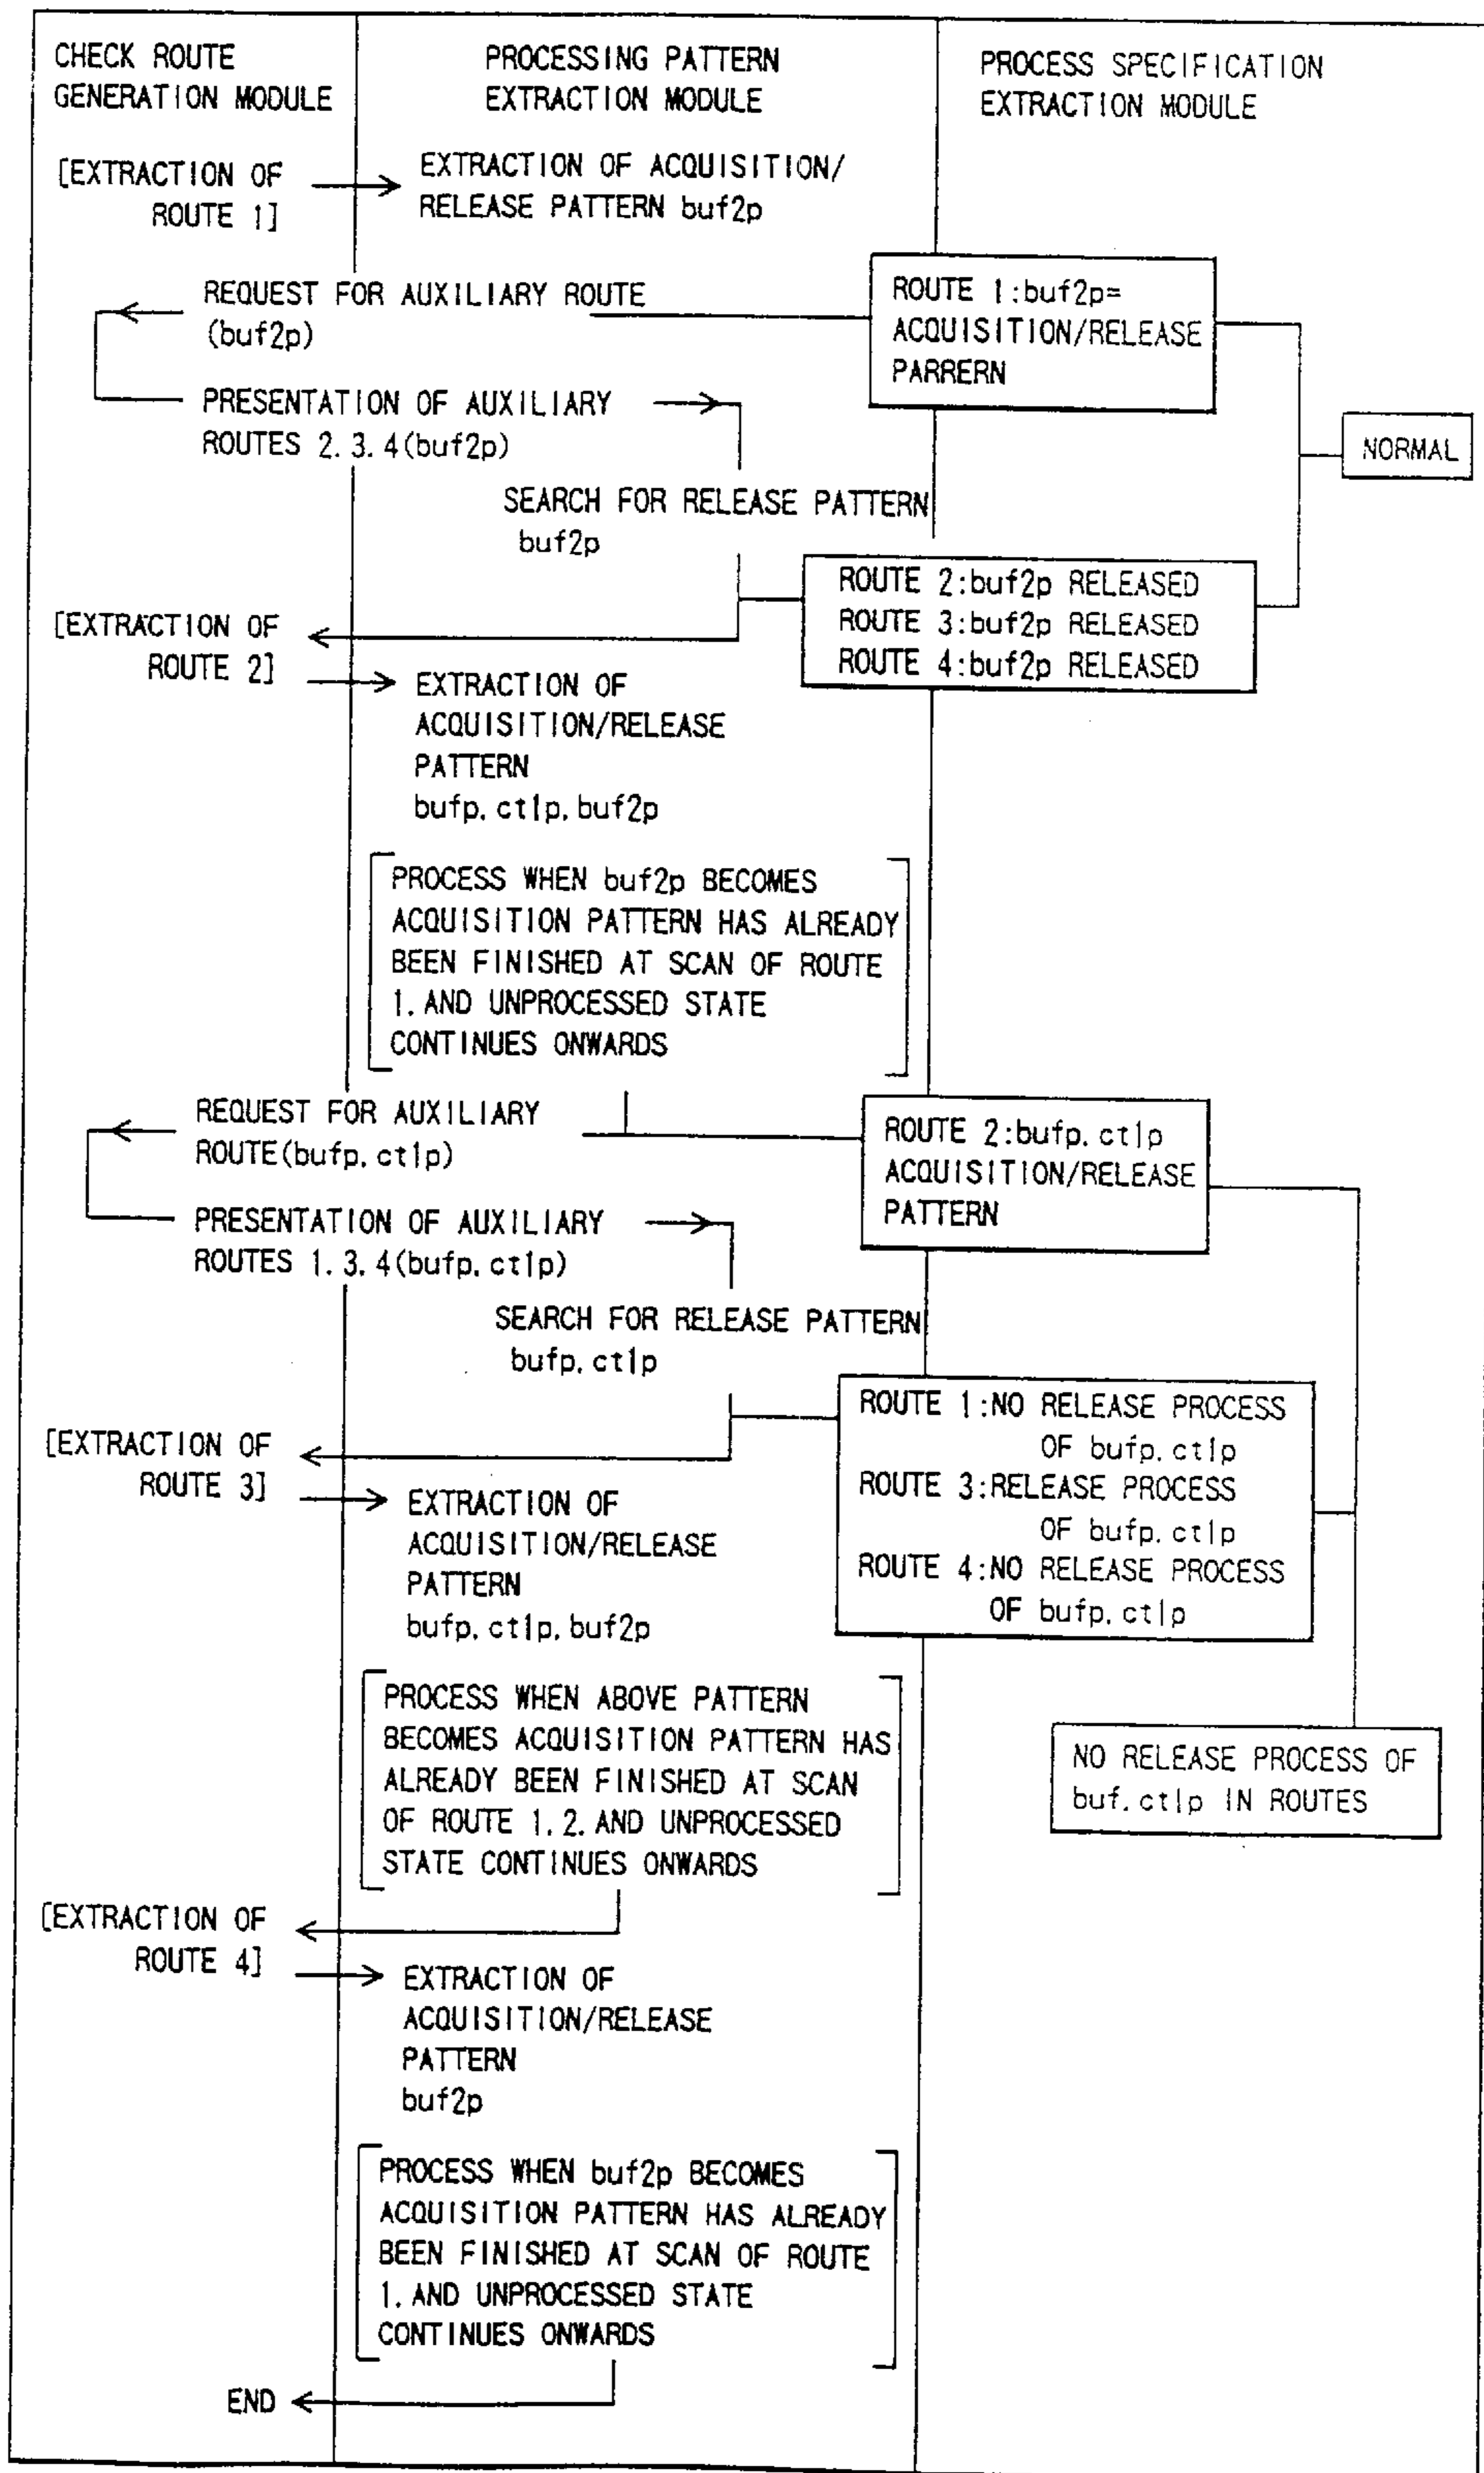 CHECK ROUTE
GENERATION MODULE
PROCESSING PATTERN
EXTRACTION MODULE
PROCESS SPECIFICATION
EXTRACTION MODULE
[EXTRACTION OF
ROUTE 1]
EXTRACTION OF ACQUISITION/
RELEASE PATTERN buf2p
REQUEST FOR AUXILIARY ROUTE
(buf2p)
ROUTE 1:buf2p=
ACQUISITION/RELEASE
PARRERN
PRESENTATION OF AUXILIARY
ROUTES 2.3.4(buf2p)
NORMAL
SEARCH FOR RELEASE PATTERN
buf2p
ROUTE 2:buf2p RELEASED
ROUTE 3:buf2p RELEASED
ROUTE 4:buf2p RELEASED
[EXTRACTION OF
ROUTE 2]
EXTRACTION OF
ACQUISITION/RELEASE
PATTERN
bufp.ctlp.buf2p
PROCESS WHEN buf2p BECOMES
ACQUISITION PATTERN HAS ALREADY
BEEN FINISHED AT SCAN OF ROUTE
1.AND UNPROCESSED STATE
CONTINUES ONWARDS
REQUEST FOR AUXILIARY
ROUTE(bufp.ctlp)
ROUTE 2:bufp.ctlp
ACQUISITION/RELEASE
PATTERN
PRESENTATION OF AUXILIARY
ROUTES 1.3.4(bufp.ctlp)
SEARCH FOR RELEASE PATTERN
bufp.ctlp
ROUTE 1:NO RELEASE PROCESS
OF bufp.ctlp
ROUTE 3:RELEASE PROCESS
OF bufp.ctlp
ROUTE 4:NO RELEASE PROCESS
OF bufp.ctlp
[EXTRACTION OF
ROUTE 3]
EXTRACTION OF
ACQUISITION/RELEASE
PATTERN
bufp.ctlp.buf2p
PROCESS WHEN ABOVE PATTERN
BECOMES ACQUISITION PATTERN HAS
ALREADY BEEN FINISHED AT SCAN
OF ROUTE 1.2.AND UNPROCESSED
STATE CONTINUES ONWARDS
NO RELEASE PROCESS OF
buf.ctlp IN ROUTES
[EXTRACTION OF
ROUTE 4]
EXTRACTION OF
ACQUISITION/RELEASE
PATTERN
buf2p
PROCESS WHEN buf2p BECOMES
ACQUISITION PATTERN HAS ALREADY
BEEN FINISHED AT SCAN OF ROUTE
1.AND UNPROCESSED STATE
CONTINUES ONWARDS
END